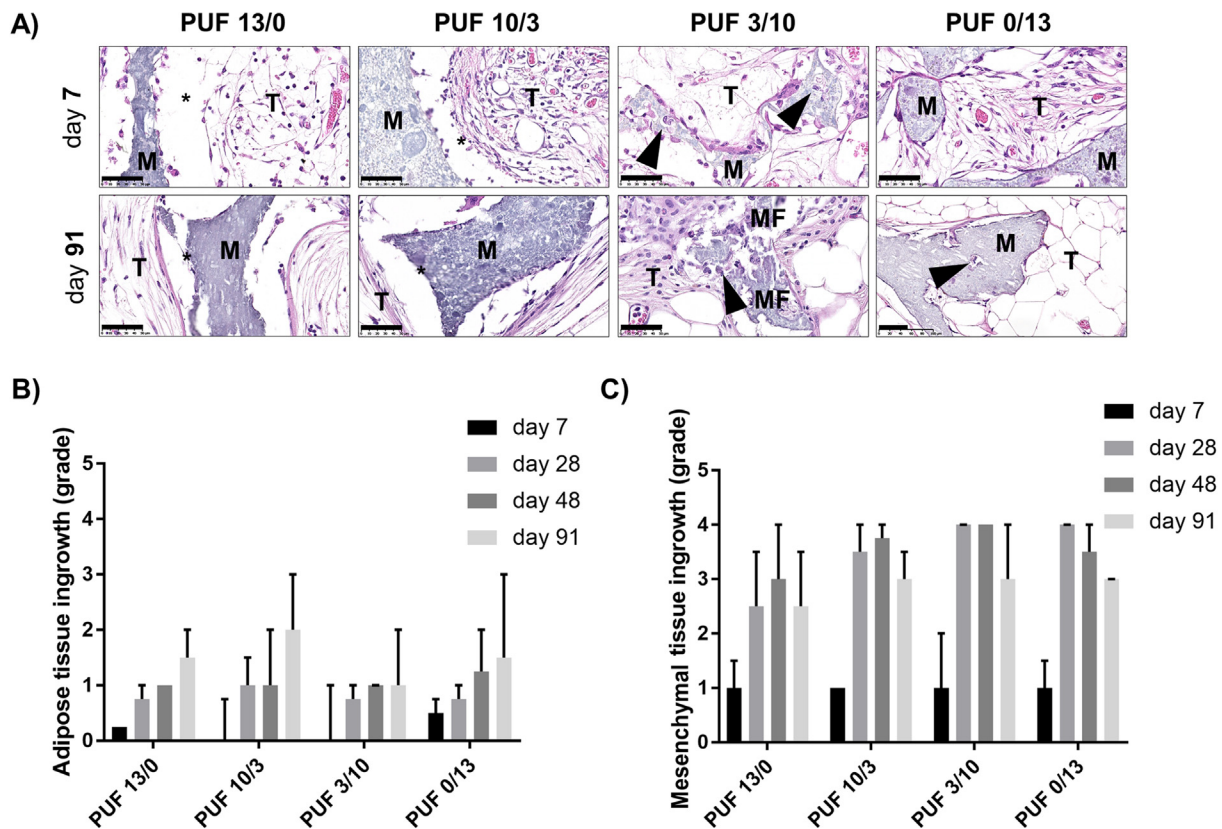 A)
PUF 13/0 PUF 10/3 PUF 3/10 PUF 0/13
day 7
M * T
M * T
T M
M T M
day 91
T * M
T * M
MF T MF
M T
B)
Adipose tissue ingrowth (grade)
5
4
3
2
1
0
PUF 13/0 PUF 10/3 PUF 3/10 PUF 0/13
day 7
day 28
day 48
day 91
C)
Mesenchymal tissue ingrowth (grade)
5
4
3
2
1
0
PUF 13/0 PUF 10/3 PUF 3/10 PUF 0/13
day 7
day 28
day 48
day 91